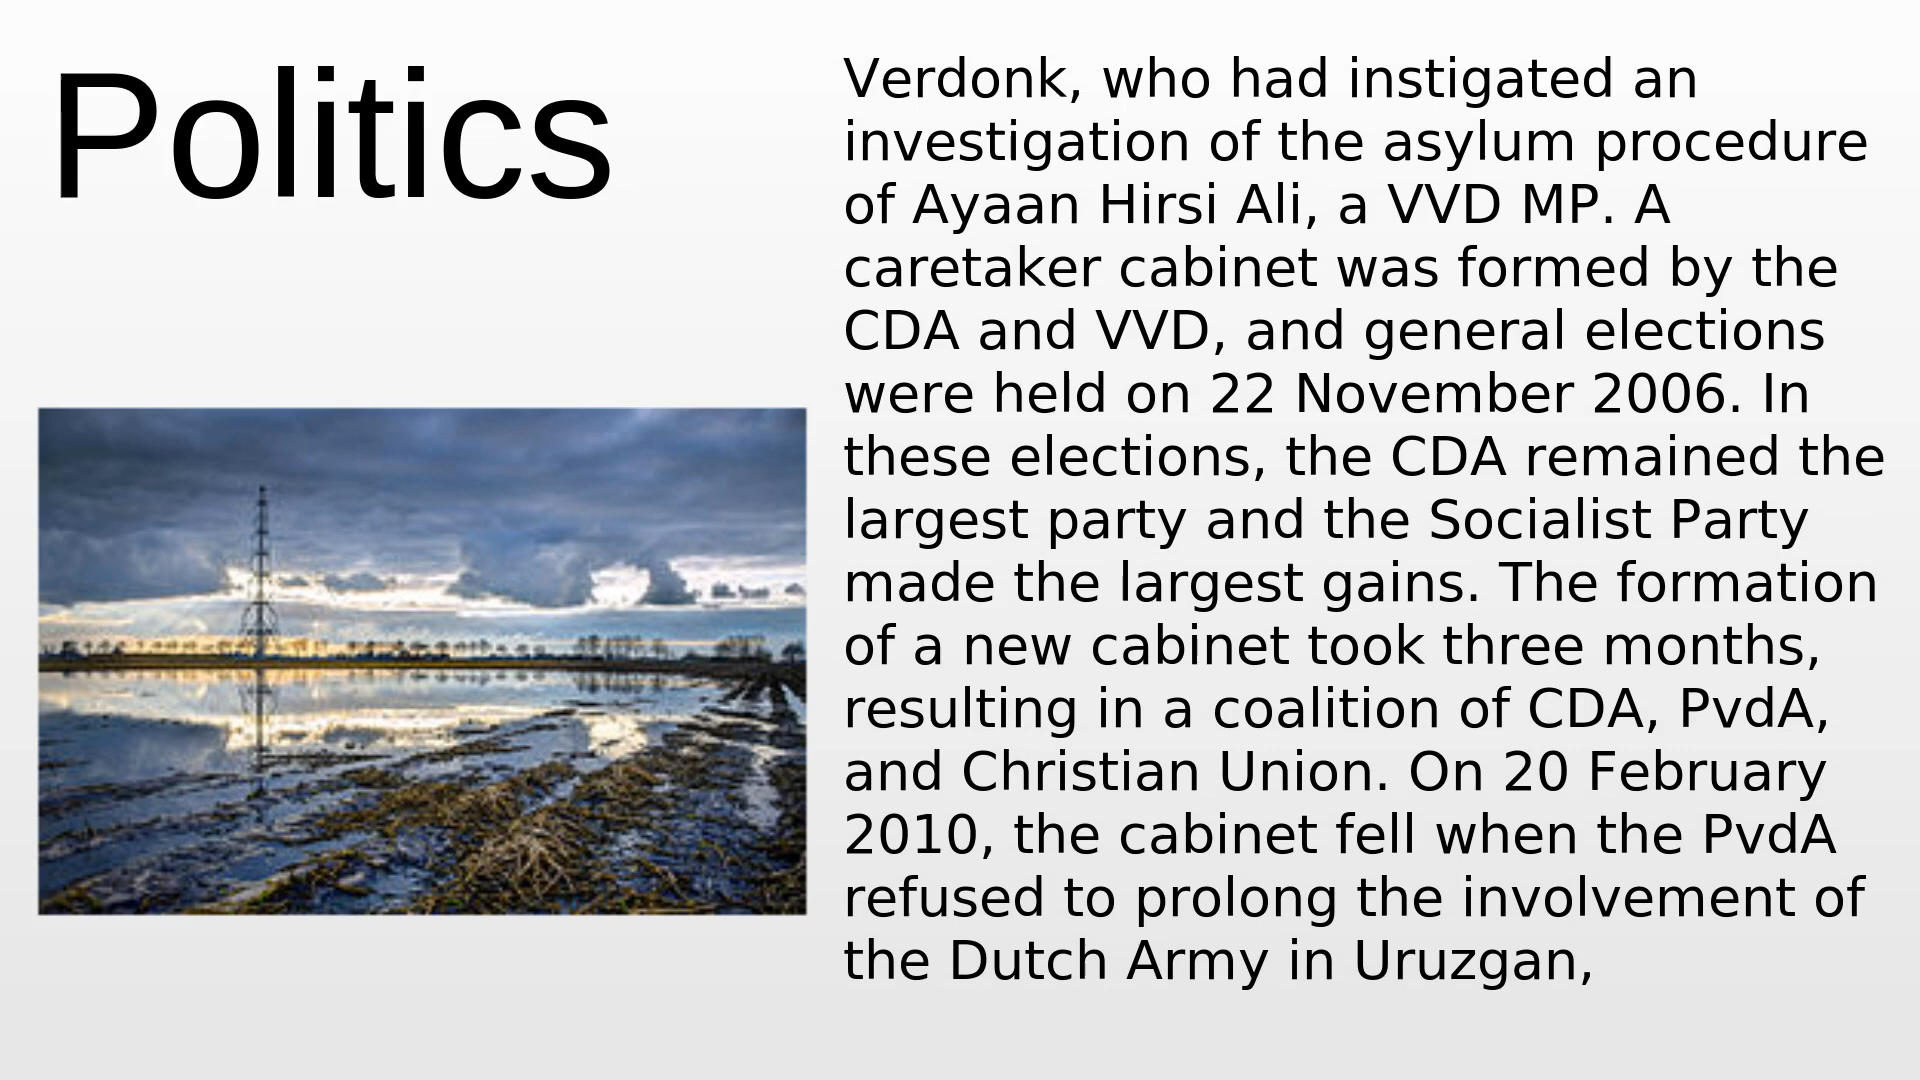 Politics
Verdonk, who had instigated an
investigation of the asylum procedure
of Ayaan Hirsi Ali, a VVD MP. A
caretaker cabinet was formed by the
CDA and VVD, and general elections
were held on 22 November 2006. In
these elections, the CDA remained the
largest party and the Socialist Party
made the largest gains. The formation
of a new cabinet took three months,
resulting in a coalition of CDA, PvdA,
and Christian Union. On 20 February
2010, the cabinet fell when the PvdA
refused to prolong the involvement of
the Dutch Army in Uruzgan,